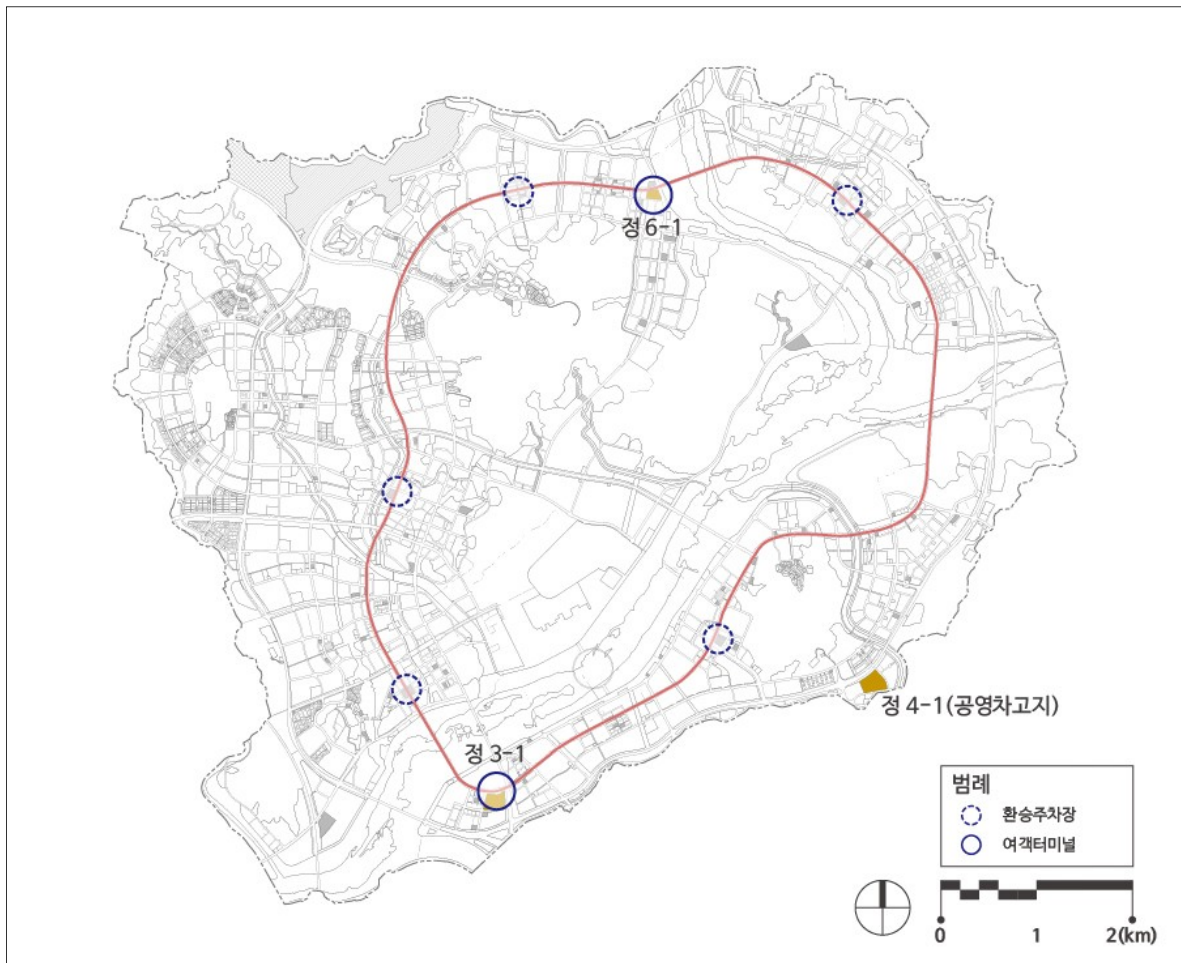 정 6-1
정 4-1(공영차고지)
정 3-1
범례
환승주차장
여객터미널
0 1 2(km)